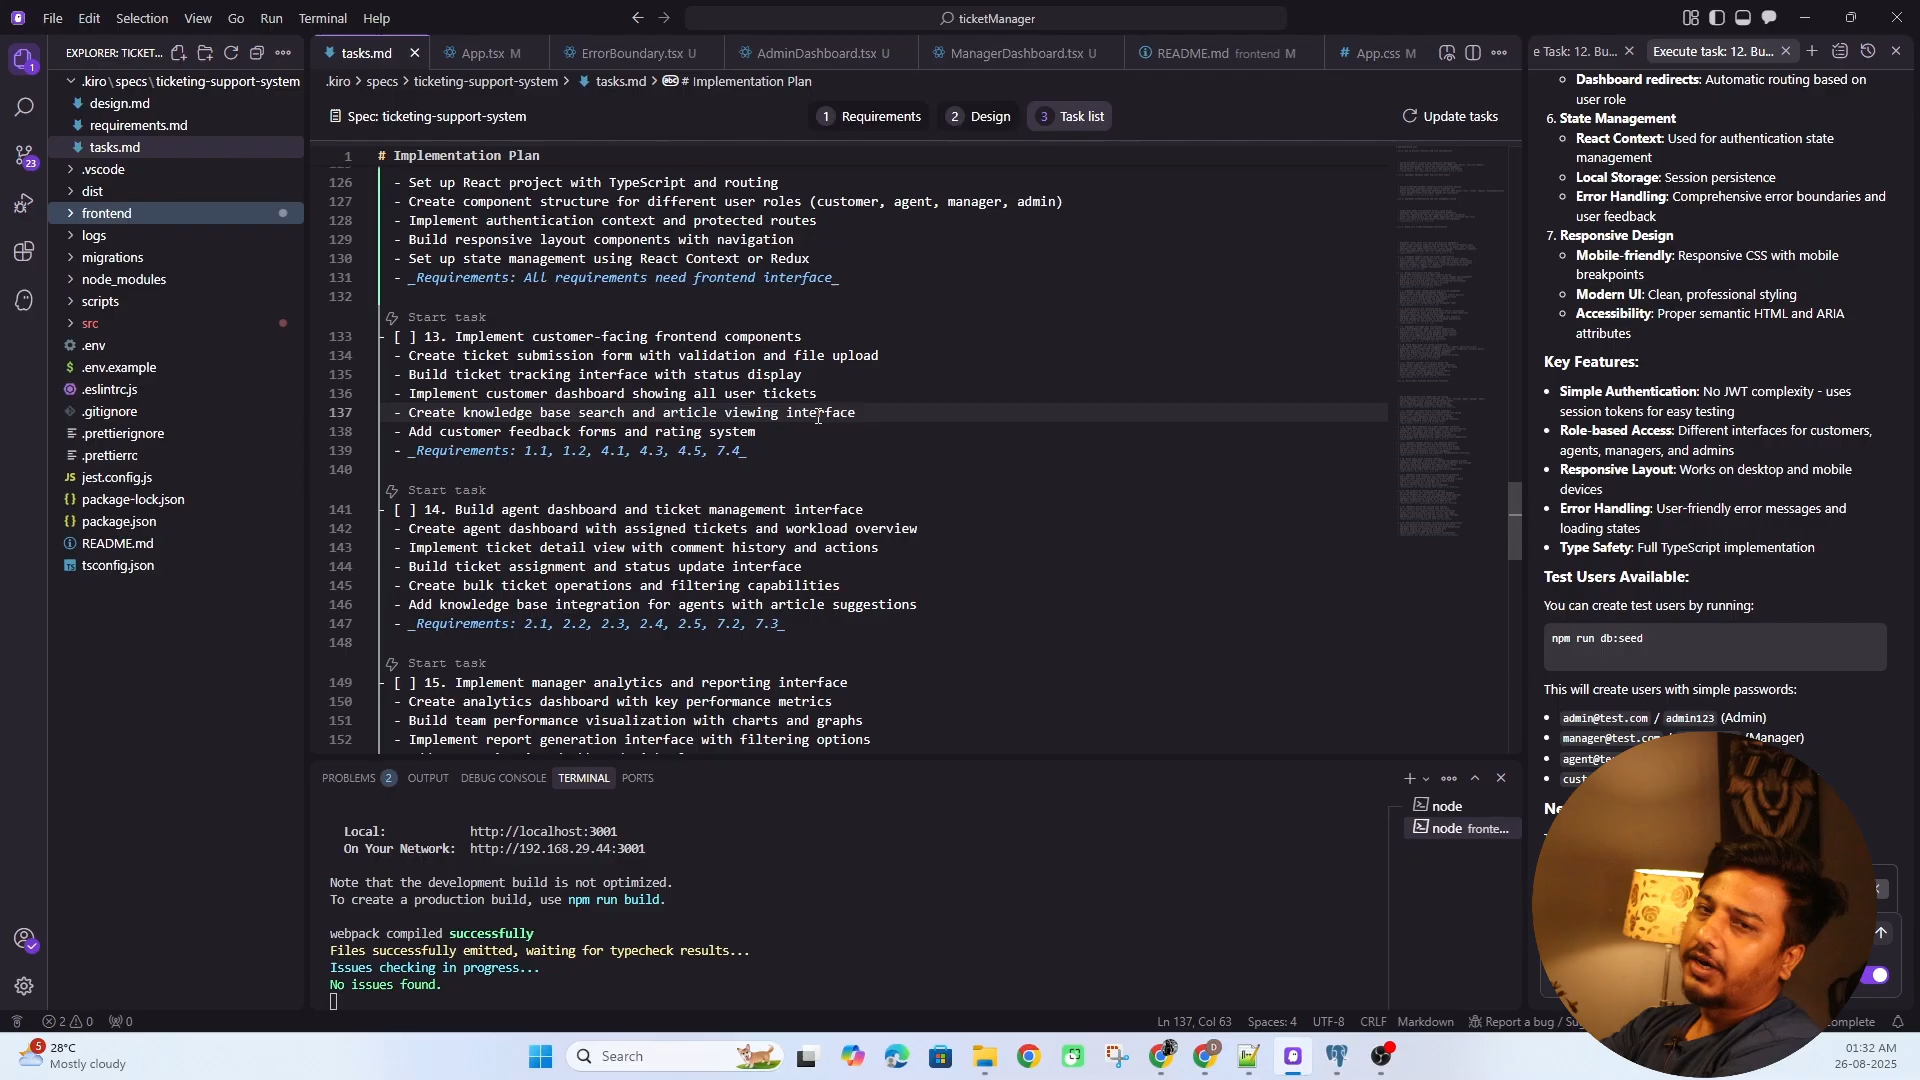 File Edit Selection View Go Run Terminal Help
ticketManager
EXPLORER: TICKET...
tasks.md
App.tsx M
ErrorBoundary.tsx U
AdminDashboard.tsx U
ManagerDashboard.tsx U
README.md frontend M
App.css M
e Task: 12. Bu...
Execute task: 12. Bu...
.kiro\specs\ticketing-support-system
design.md
requirements.md
tasks.md
.vscode
dist
frontend
logs
migrations
node_modules
scripts
src
.env
.env.example
.eslintrc.js
.gitignore
.prettierignore
.prettierrc
jest.config.js
package-lock.json
package.json
README.md
tsconfig.json
1
23
.kiro > specs > ticketing-support-system > tasks.md > # Implementation Plan
Spec: ticketing-support-system
1 Requirements
2 Design
3 Task list
Update tasks
1 # Implementation Plan
126 - Set up React project with TypeScript and routing
127 - Create component structure for different user roles (customer, agent, manager, admin)
128 - Implement authentication context and protected routes
129 - Build responsive layout components with navigation
130 - Set up state management using React Context or Redux
131 - _Requirements: All requirements need frontend interface_
132
Start task
133 - [ ] 13. Implement customer-facing frontend components
134 - Create ticket submission form with validation and file upload
135 - Build ticket tracking interface with status display
136 - Implement customer dashboard showing all user tickets
137 - Create knowledge base search and article viewing interface
138 - Add customer feedback forms and rating system
139 - _Requirements: 1.1, 1.2, 4.1, 4.3, 4.5, 7.4_
140
Start task
141 - [ ] 14. Build agent dashboard and ticket management interface
142 - Create agent dashboard with assigned tickets and workload overview
143 - Implement ticket detail view with comment history and actions
144 - Build ticket assignment and status update interface
145 - Create bulk ticket operations and filtering capabilities
146 - Add knowledge base integration for agents with article suggestions
147 - _Requirements: 2.1, 2.2, 2.3, 2.4, 2.5, 7.2, 7.3_
148
Start task
149 - [ ] 15. Implement manager analytics and reporting interface
150 - Create analytics dashboard with key performance metrics
151 - Build team performance visualization with charts and graphs
152 - Implement report generation interface with filtering options
PROBLEMS 2 OUTPUT DEBUG CONSOLE TERMINAL PORTS
Local: http://localhost:3001
On Your Network: http://192.168.29.44:3001
Note that the development build is not optimized.
To create a production build, use npm run build.
webpack compiled successfully
Files successfully emitted, waiting for typecheck results...
Issues checking in progress...
No issues found.
node
node fronte...
Dashboard redirects: Automatic routing based on
user role
6. State Management
React Context: Used for authentication state
management
Local Storage: Session persistence
Error Handling: Comprehensive error boundaries and
user feedback
7. Responsive Design
Mobile-friendly: Responsive CSS with mobile
breakpoints
Modern UI: Clean, professional styling
Accessibility: Proper semantic HTML and ARIA
attributes
Key Features:
Simple Authentication: No JWT complexity - uses
session tokens for easy testing
Role-based Access: Different interfaces for customers,
agents, managers, and admins
Responsive Layout: Works on desktop and mobile
devices
Error Handling: User-friendly error messages and
loading states
Type Safety: Full TypeScript implementation
Test Users Available:
You can create test users by running:
npm run db:seed
This will create users with simple passwords:
admin@test.com / admin123 (Admin)
manager@test.com (Manager)
agent@te
cust
Ne
2 0 0
Ln 137, Col 63 Spaces: 4 UTF-8 CRLF Markdown Report a bug / Su
omplete
5
28°C
Mostly cloudy
Search
01:32 AM
26-08-2025